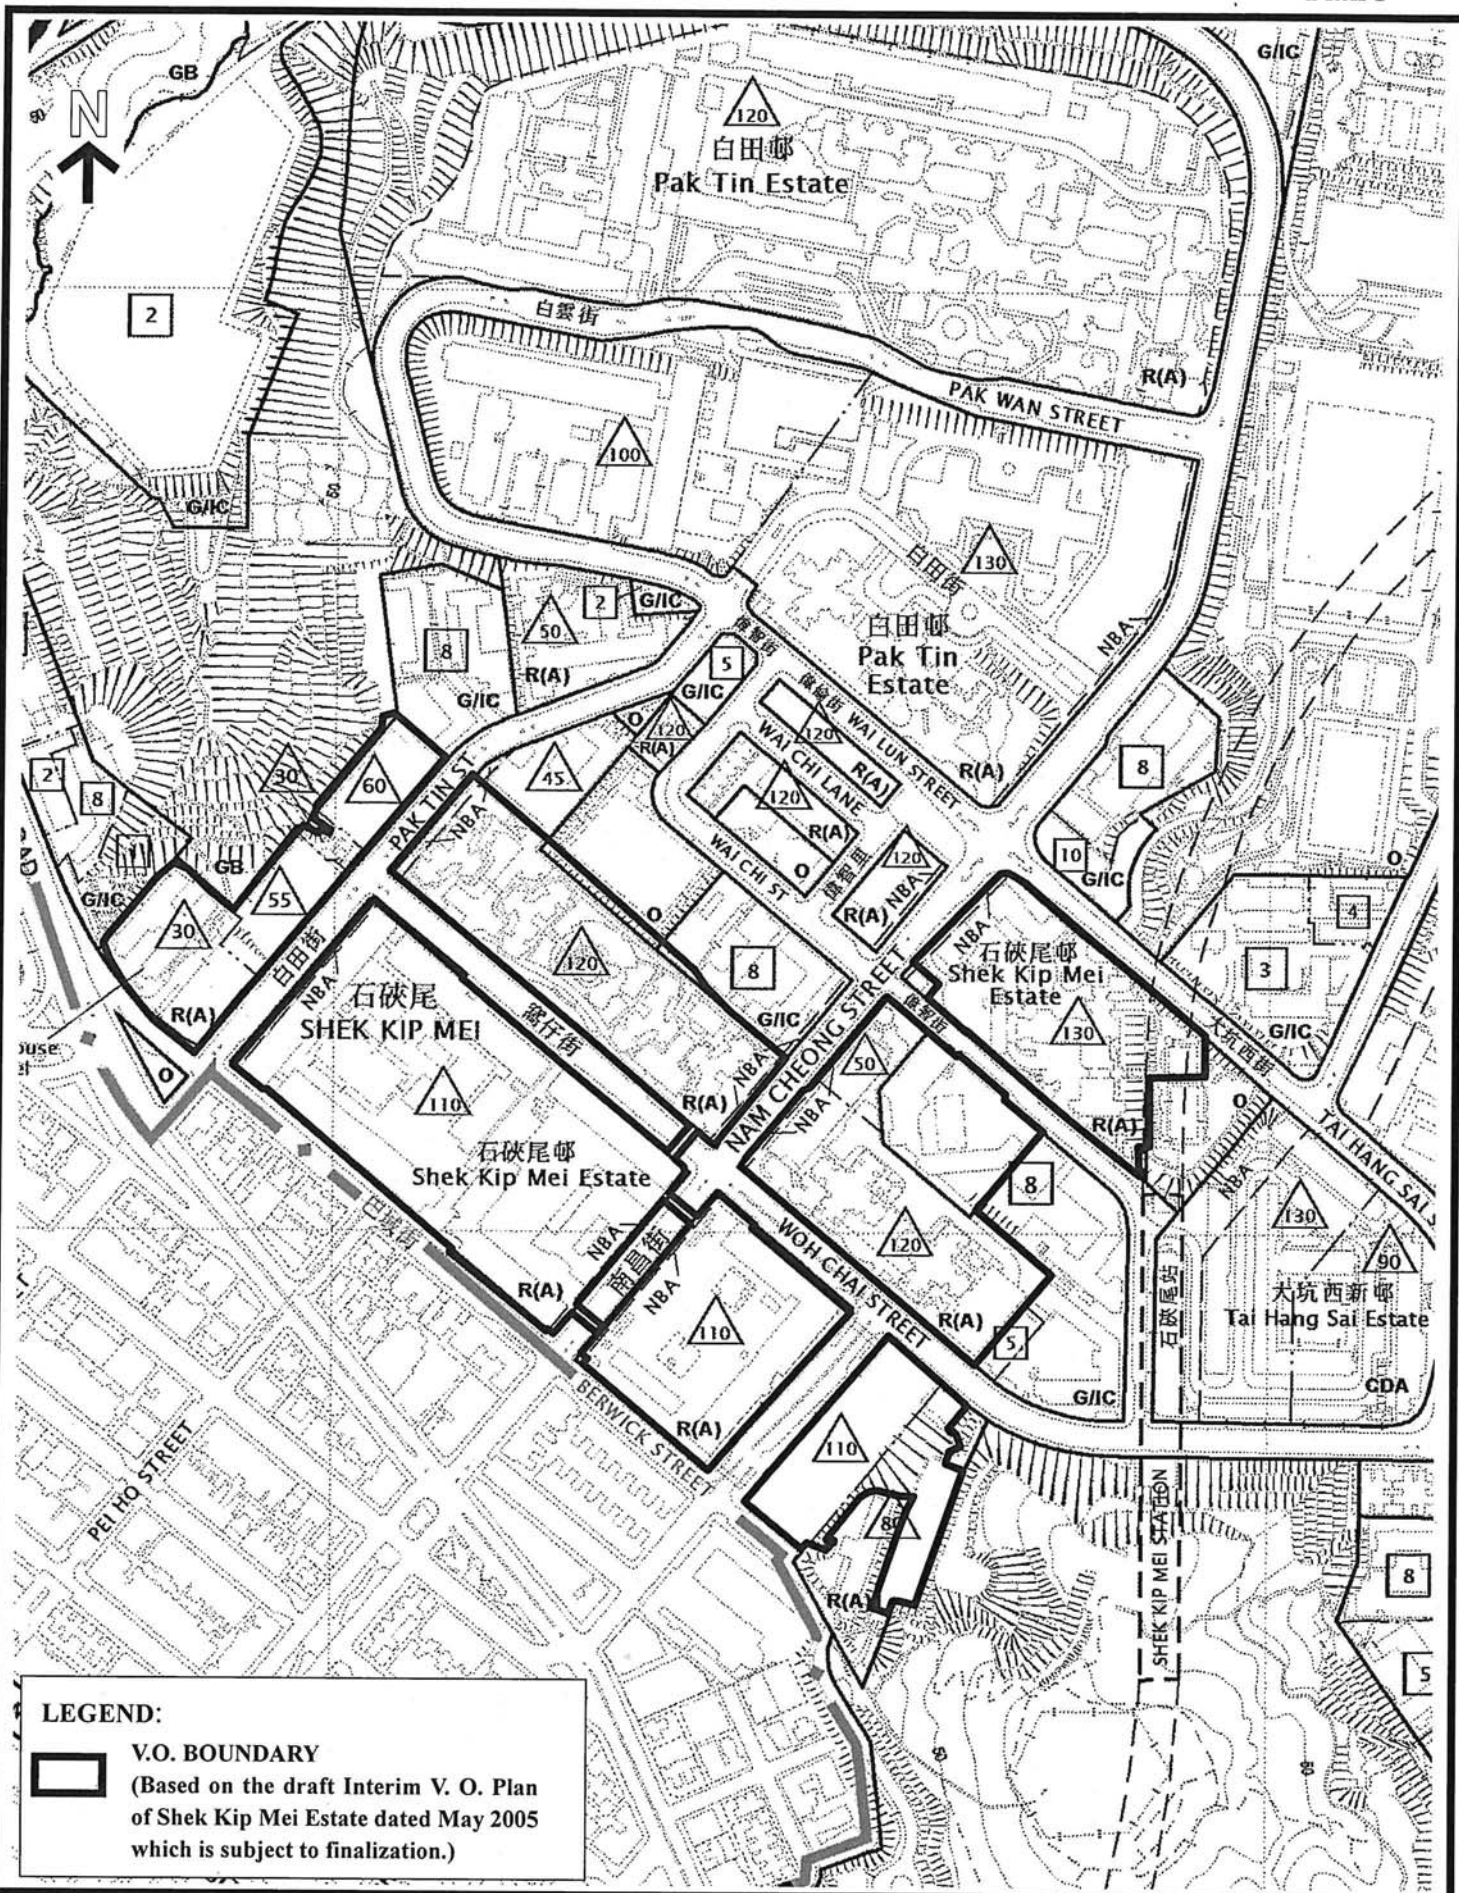 GB
G/IC
N
90
120
白田邨
Pak Tin Estate
2
白雲街
PAK WAN STREET
R(A)
100
130
白田街
50
G/IC
50
2
G/IC
8
G/IC
R(A)
偉智街
白田邨
Pak Tin
Estate
NBA
5
G/IC
O
120
R(A)
偉倫街 WAI LUN STREET
120
R(A)
WAI CHI LANE
120
R(A)
O
WAI CHI ST
偉智里
120
NBA
R(A)
R(A)
8
10
G/IC
O
2
8
1
G/IC
30
60
GB
55
30
R(A)
PAK TIN ST
白田街
45
NBA
120
O
8
G/IC
NBA
R(A)
NBA
石硤尾
SHEK KIP MEI
窩仔街
110
石硤尾邨
Shek Kip Mei Estate
NBA
R(A)
O
NAM CHEONG STREET
NBA
石硤尾邨
Shek Kip Mei
Estate
130
R(A)
偉智街
50
NBA
8
120
R(A)
5
G/IC
4
3
G/IC
大坑西街
TAI HANG SAI S
O
NBA
130
90
大坑西新邨
Tai Hang Sai Estate
CDA
石硤尾站
SHEK KIP MEI STATION
巴域街
BERWICK STREET
南昌街
NBA
110
R(A)
WOH CHAI STREET
110
80
R(A)
PEI HO STREET
8
5
50
LEGEND:
V.O. BOUNDARY
(Based on the draft Interim V. O. Plan
of Shek Kip Mei Estate dated May 2005
which is subject to finalization.)